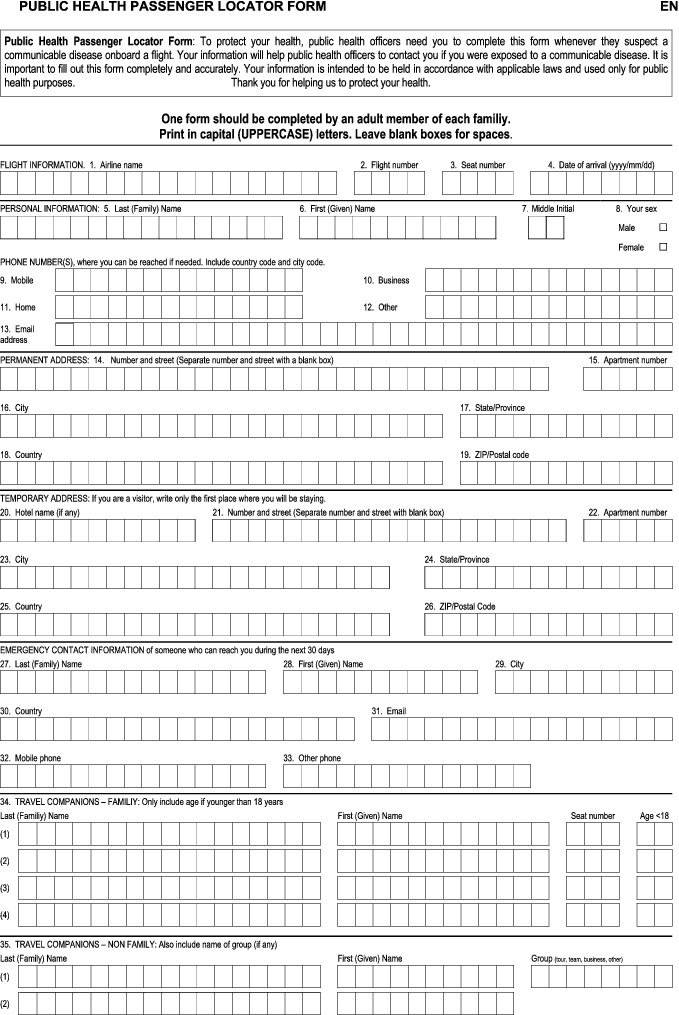 PUBLIC HEALTH PASSENGER LOCATOR FORM EN
Public Health Passenger Locator Form: To protect your health, public health officers need you to complete this form whenever they suspect a
communicable disease onboard a flight. Your information will help public health officers to contact you if you were exposed to a communicable disease. It is
important to fill out this form completely and accurately. Your information is intended to be held in accordance with applicable laws and used only for public
health purposes. Thank you for helping us to protect your health.
One form should be completed by an adult member of each familiy.
Print in capital (UPPERCASE) letters. Leave blank boxes for spaces.
FLIGHT INFORMATION. 1. Airline name 2. Flight number 3. Seat number 4. Date of arrival (yyyy/mm/dd)
PERSONAL INFORMATION: 5. Last (Family) Name 6. First (Given) Name 7. Middle Initial 8. Your sex
Male
Female
PHONE NUMBER(S), where you can be reached if needed. Include country code and city code.
9. Mobile 10. Business
11. Home 12. Other
13. Email
address
PERMANENT ADDRESS: 14. Number and street (Separate number and street with a blank box) 15. Apartment number
16. City 17. State/Province
18. Country 19. ZIP/Postal code
TEMPORARY ADDRESS: If you are a visitor, write only the first place where you will be staying.
20. Hotel name (if any) 21. Number and street (Separate number and street with blank box) 22. Apartment number
23. City 24. State/Province
25. Country 26. ZIP/Postal Code
EMERGENCY CONTACT INFORMATION of someone who can reach you during the next 30 days
27. Last (Family) Name 28. First (Given) Name 29. City
30. Country 31. Email
32. Mobile phone 33. Other phone
34. TRAVEL COMPANIONS – FAMILIY: Only include age if younger than 18 years
Last (Familiy) Name First (Given) Name Seat number Age <18
(1)
(2)
(3)
(4)
35. TRAVEL COMPANIONS – NON FAMILY: Also include name of group (if any)
Last (Family) Name First (Given) Name Group (tour, team, business, other)
(1)
(2)